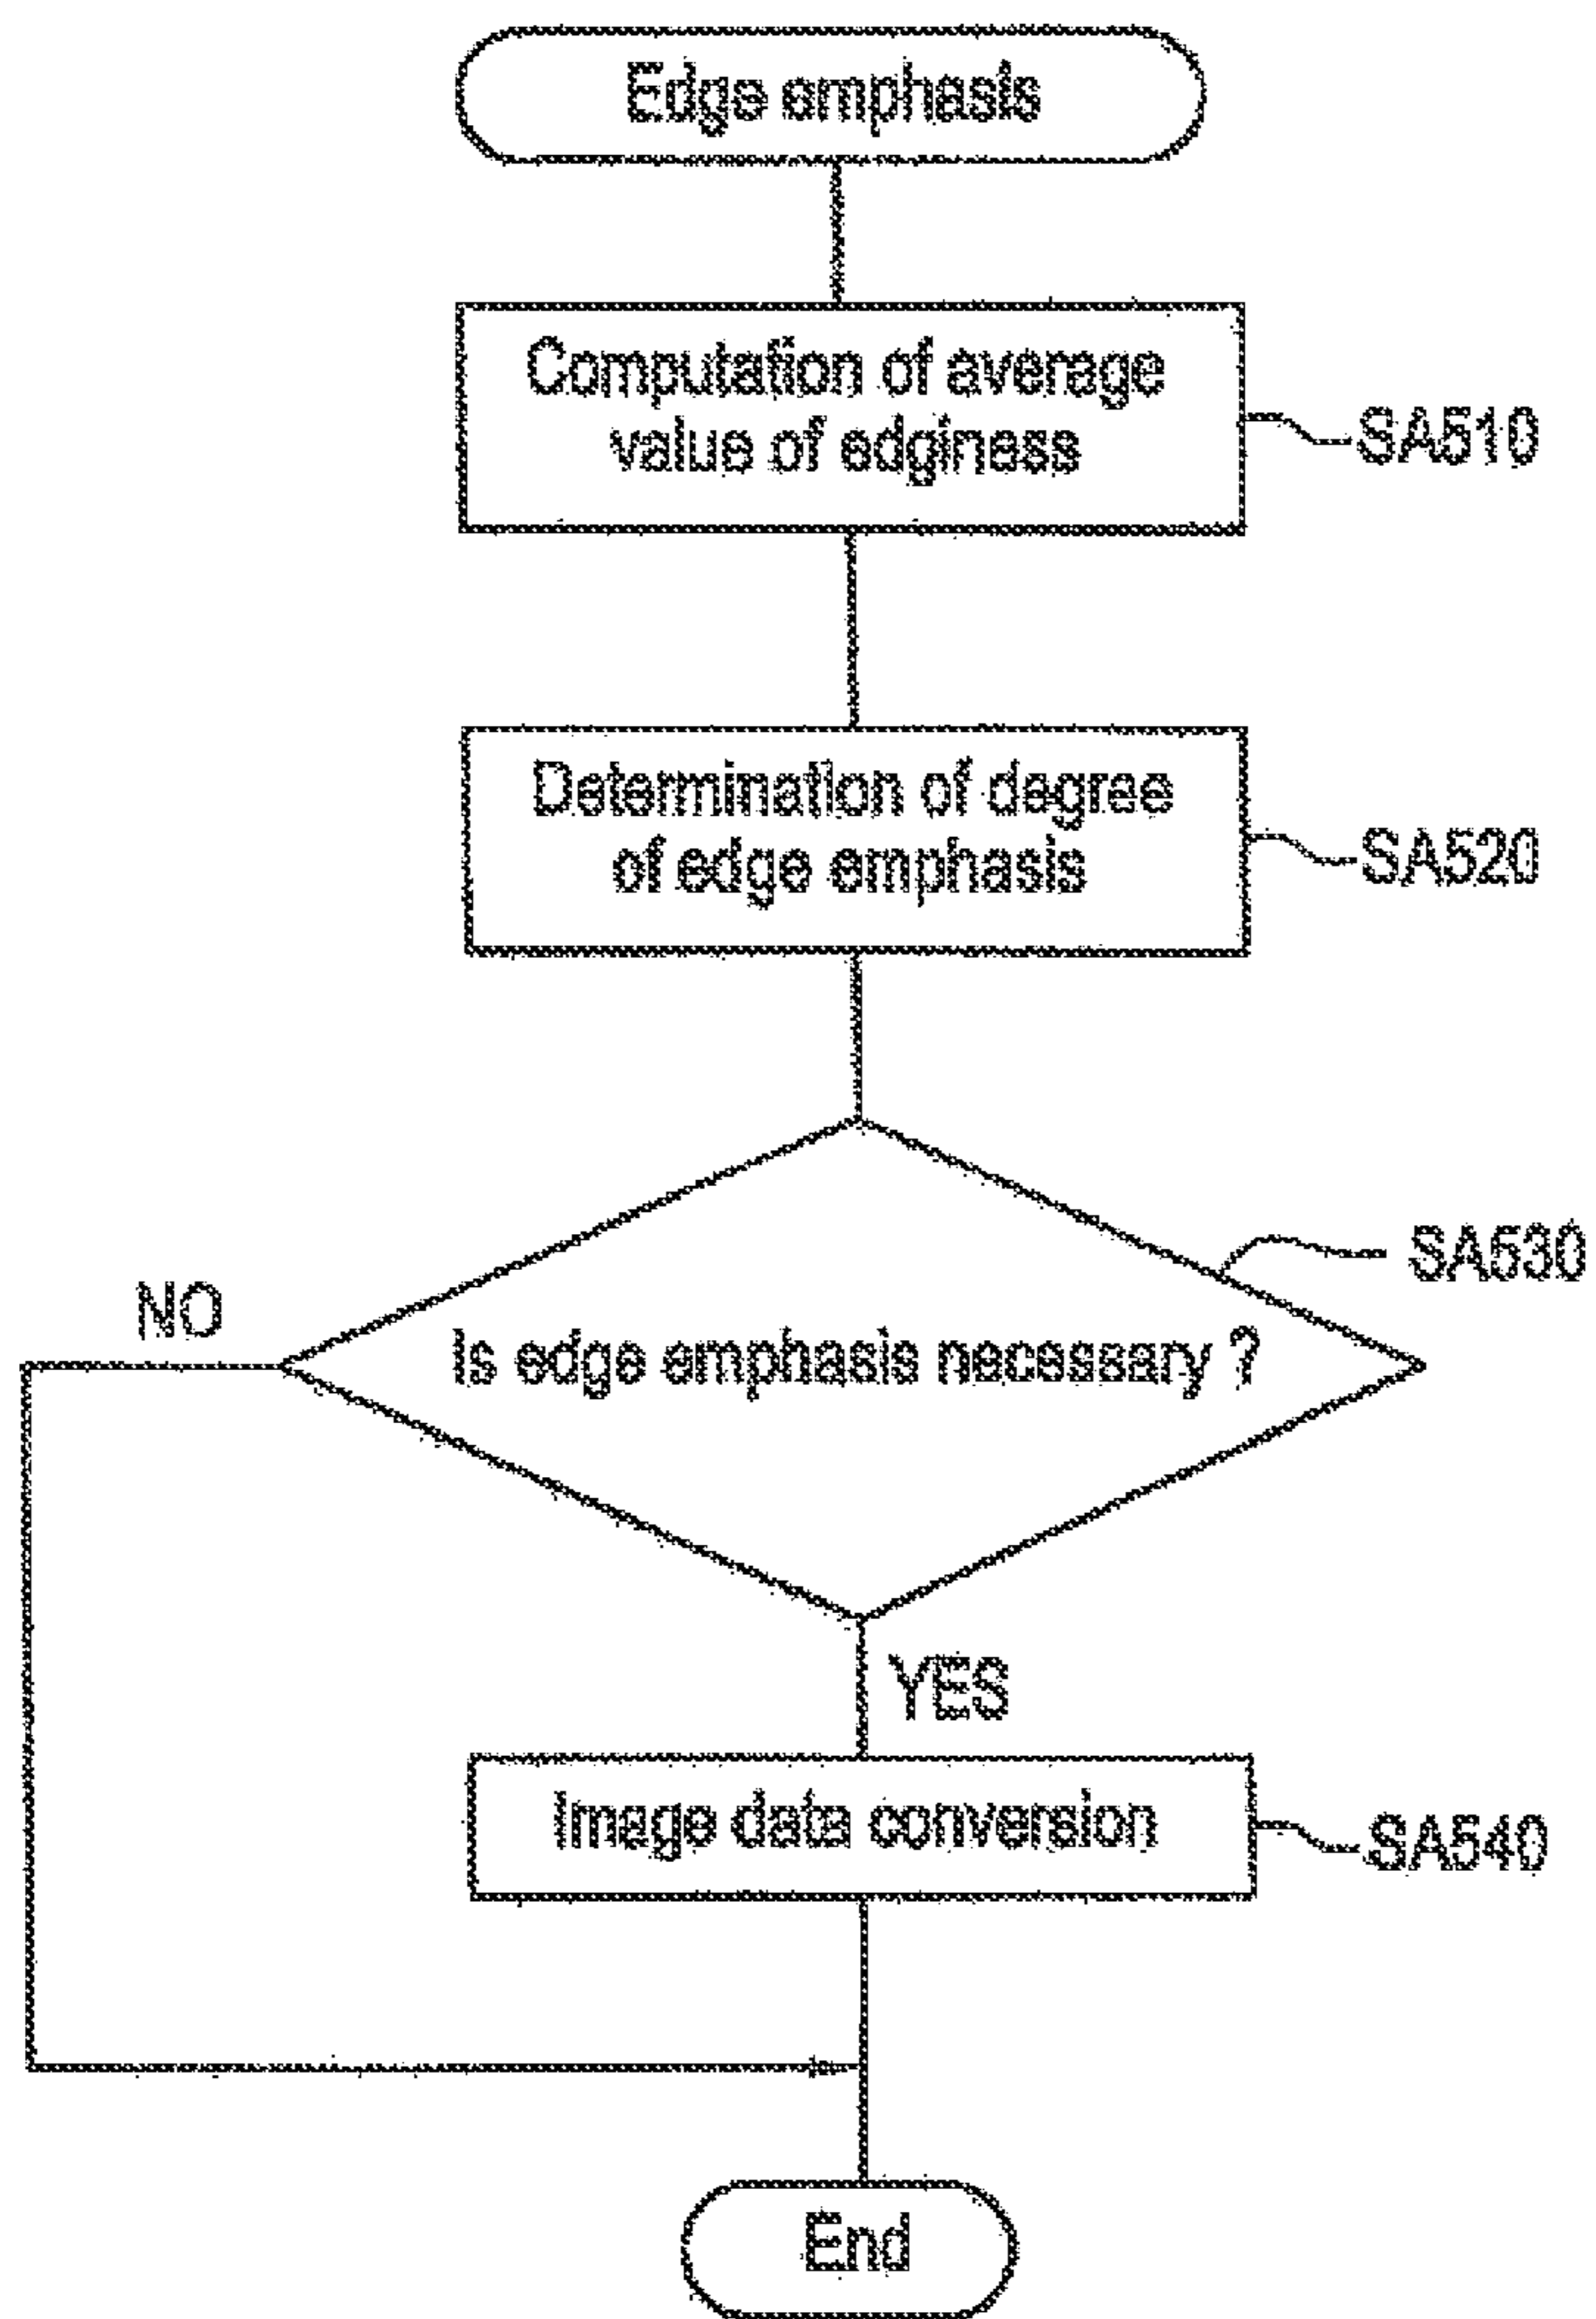 Edge emphasis
Computation of average
value of edginess
SA510
Determination of degree
of edge emphasis
SA520
SA530
NO
Is edge emphasis necessary ?
YES
Image data conversion
SA540
End